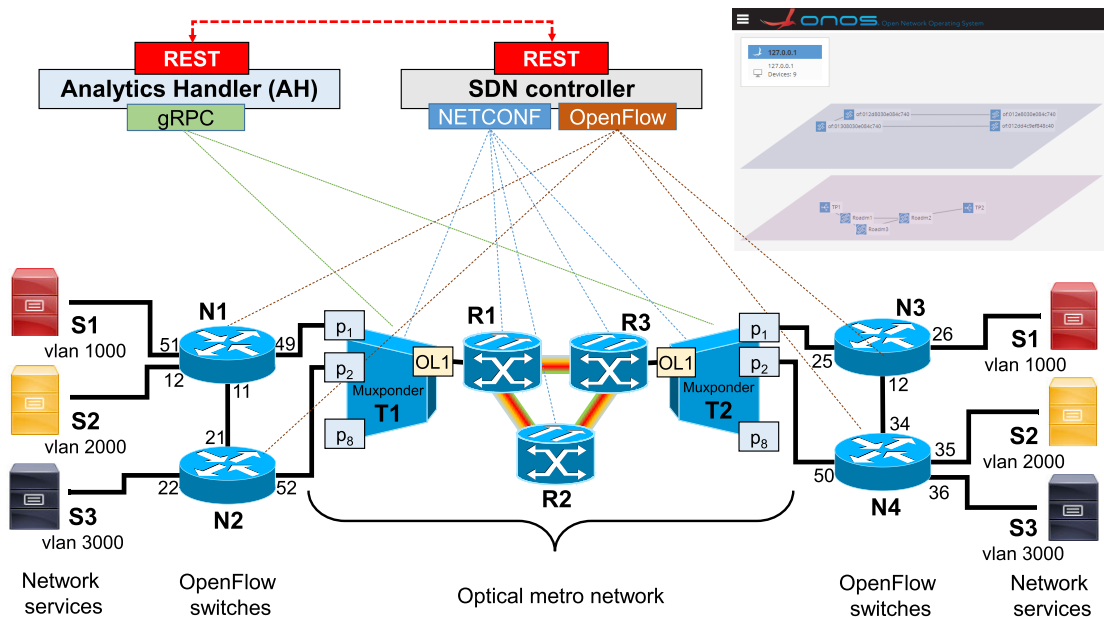 REST
REST
Analytics Handler (AH)
SDN controller
gRPC
NETCONF
OpenFlow
onos Open Network Operating System
127.0.0.1
127.0.0.1
Devices: 9
TP1
Roadm1
Roadm2
TP2
Roadm3
S1
vlan 1000
S2
vlan 2000
S3
vlan 3000
N1
51
49
12
11
21
22
52
N2
p1
p2
p8
Muxponder
T1
OL1
R1
R3
R2
OL1
Muxponder
T2
p1
p2
p8
N3
25
26
12
34
35
50
36
N4
S1
vlan 1000
S2
vlan 2000
S3
vlan 3000
Network
services
OpenFlow
switches
Optical metro network
OpenFlow
switches
Network
services